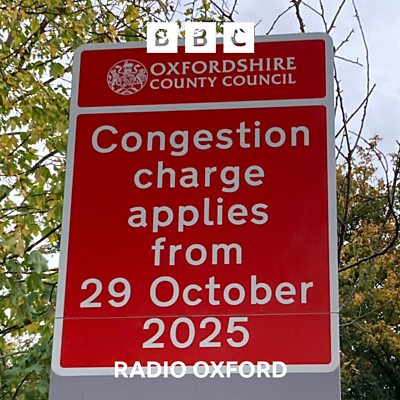 BBC
OXFORDSHIRE
COUNTY COUNCIL
Congestion
charge
applies
from
29 October
2025
RADIO OXFORD